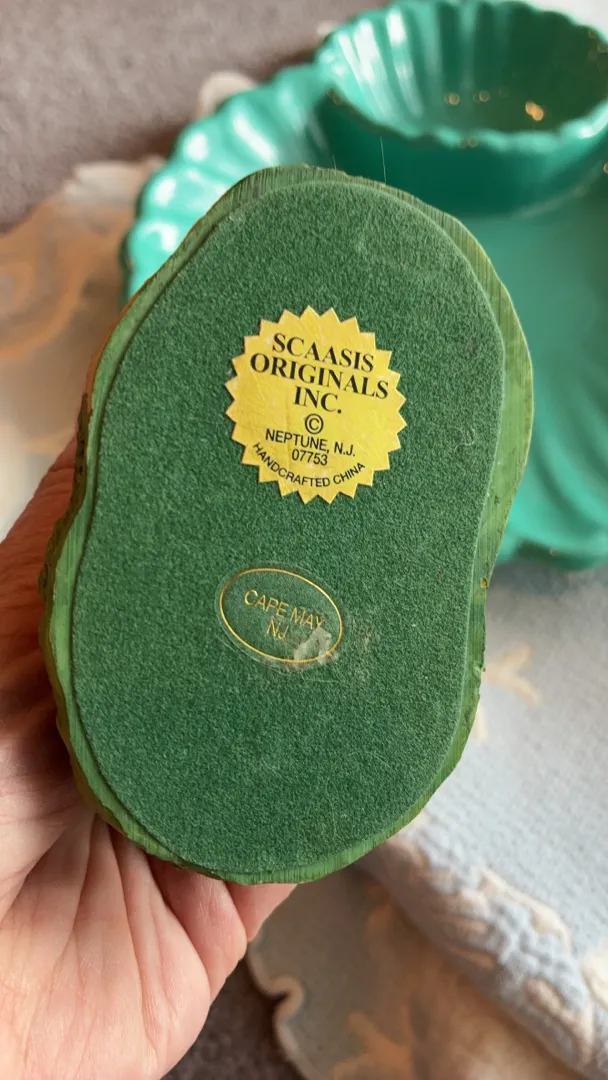 SCAASIS
ORIGINALS
INC.
©
NEPTUNE, N.J.
07753
HANDCRAFTED CHINA
CAPE MAY
NJ